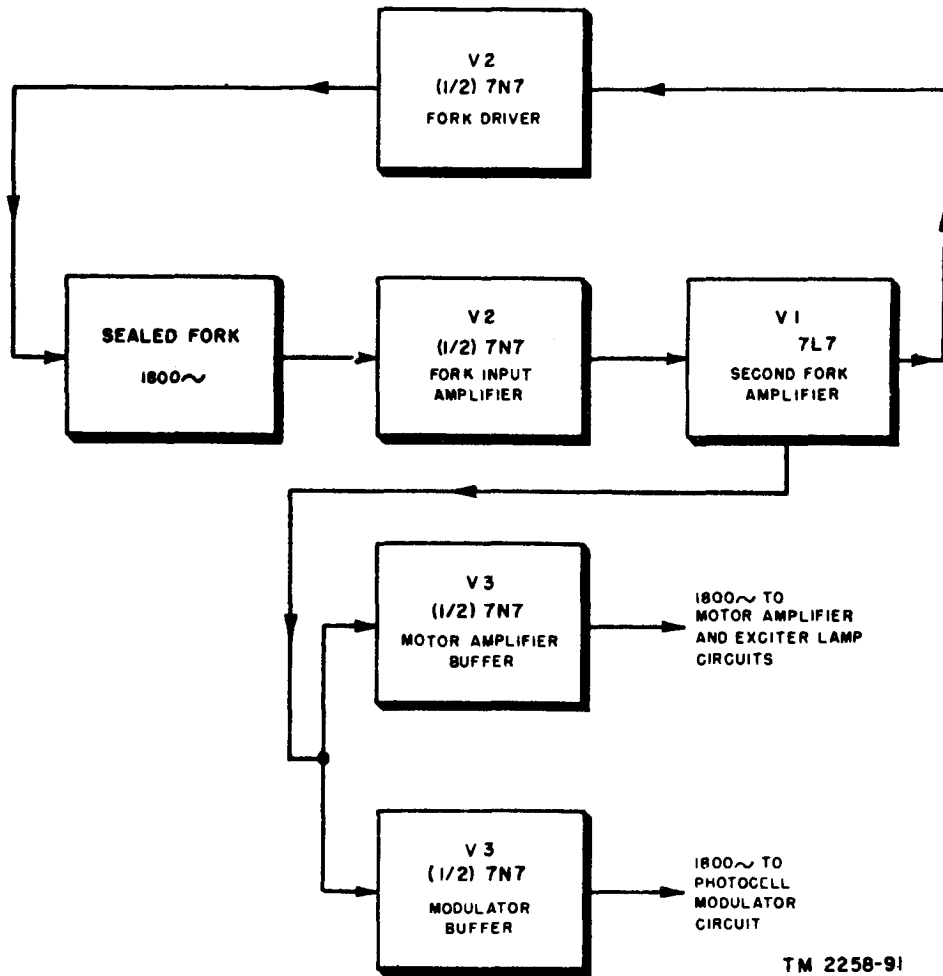 V2
(1/2) 7N7
FORK DRIVER
SEALED FORK
1800~
V2
(1/2) 7N7
FORK INPUT
AMPLIFIER
V1
7L7
SECOND FORK
AMPLIFIER
V3
(1/2) 7N7
MOTOR AMPLIFIER
BUFFER
1800~ TO
MOTOR AMPLIFIER
AND EXCITER LAMP
CIRCUITS
V3
(1/2) 7N7
MODULATOR
BUFFER
1800~ TO
PHOTOCELL
MODULATOR
CIRCUIT
TM 2258-91